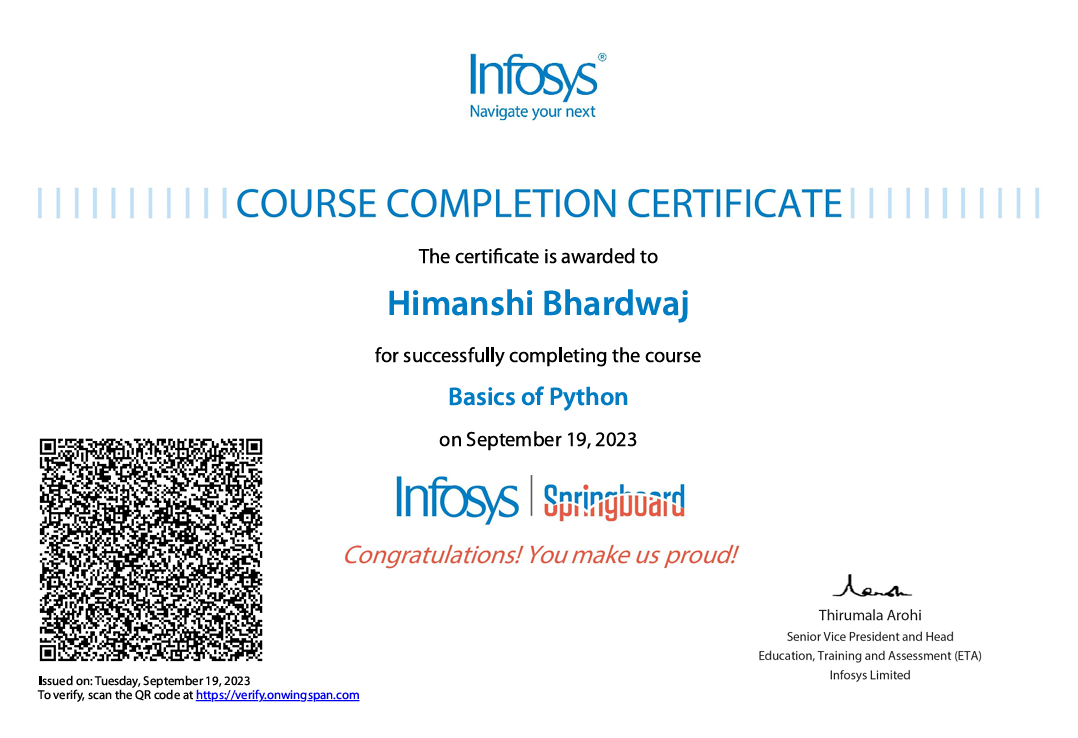 Infosys®
Navigate your next
COURSE COMPLETION CERTIFICATE
The certificate is awarded to
Himanshi Bhardwaj
for successfully completing the course
Basics of Python
on September 19, 2023
Infosys | Springboard
Congratulations! You make us proud!
Thirumala Arohi
Senior Vice President and Head
Education, Training and Assessment (ETA)
Infosys Limited
Issued on: Tuesday, September 19, 2023
To verify, scan the QR code at https://verify.onwingspan.com